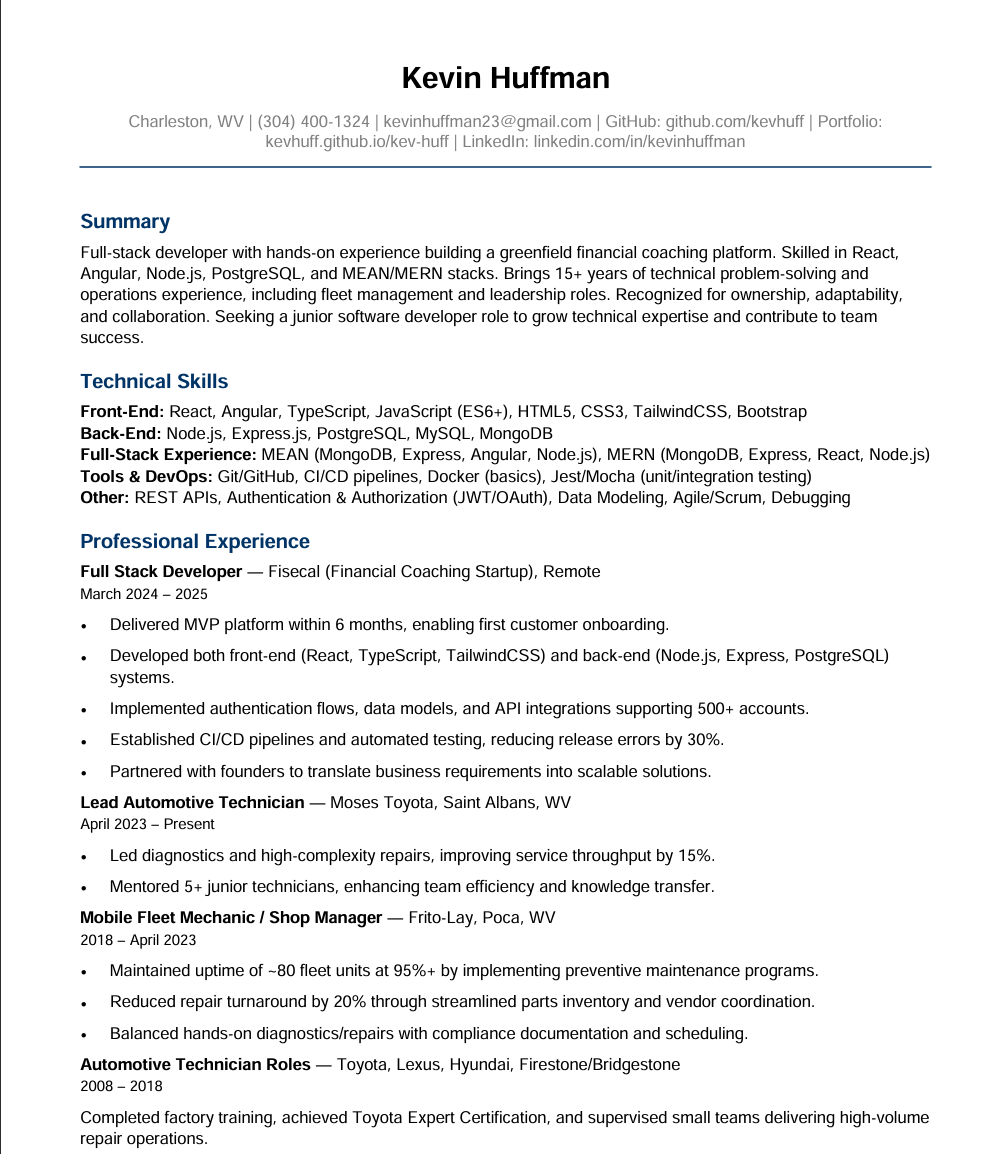 Kevin Huffman
Charleston, WV | (304) 400-1324 | kevinhuffman23@gmail.com | GitHub: github.com/kevhuff | Portfolio:
kevhuff.github.io/kev-huff | LinkedIn: linkedin.com/in/kevinhuffman
Summary
Full-stack developer with hands-on experience building a greenfield financial coaching platform. Skilled in React,
Angular, Node.js, PostgreSQL, and MEAN/MERN stacks. Brings 15+ years of technical problem-solving and
operations experience, including fleet management and leadership roles. Recognized for ownership, adaptability,
and collaboration. Seeking a junior software developer role to grow technical expertise and contribute to team
success.
Technical Skills
Front-End: React, Angular, TypeScript, JavaScript (ES6+), HTML5, CSS3, TailwindCSS, Bootstrap
Back-End: Node.js, Express.js, PostgreSQL, MySQL, MongoDB
Full-Stack Experience: MEAN (MongoDB, Express, Angular, Node.js), MERN (MongoDB, Express, React, Node.js)
Tools & DevOps: Git/GitHub, CI/CD pipelines, Docker (basics), Jest/Mocha (unit/integration testing)
Other: REST APIs, Authentication & Authorization (JWT/OAuth), Data Modeling, Agile/Scrum, Debugging
Professional Experience
Full Stack Developer — Fisecal (Financial Coaching Startup), Remote
March 2024 – 2025
• Delivered MVP platform within 6 months, enabling first customer onboarding.
• Developed both front-end (React, TypeScript, TailwindCSS) and back-end (Node.js, Express, PostgreSQL)
systems.
• Implemented authentication flows, data models, and API integrations supporting 500+ accounts.
• Established CI/CD pipelines and automated testing, reducing release errors by 30%.
• Partnered with founders to translate business requirements into scalable solutions.
Lead Automotive Technician — Moses Toyota, Saint Albans, WV
April 2023 – Present
• Led diagnostics and high-complexity repairs, improving service throughput by 15%.
• Mentored 5+ junior technicians, enhancing team efficiency and knowledge transfer.
Mobile Fleet Mechanic / Shop Manager — Frito-Lay, Poca, WV
2018 – April 2023
• Maintained uptime of ~80 fleet units at 95%+ by implementing preventive maintenance programs.
• Reduced repair turnaround by 20% through streamlined parts inventory and vendor coordination.
• Balanced hands-on diagnostics/repairs with compliance documentation and scheduling.
Automotive Technician Roles — Toyota, Lexus, Hyundai, Firestone/Bridgestone
2008 – 2018
Completed factory training, achieved Toyota Expert Certification, and supervised small teams delivering high-volume
repair operations.